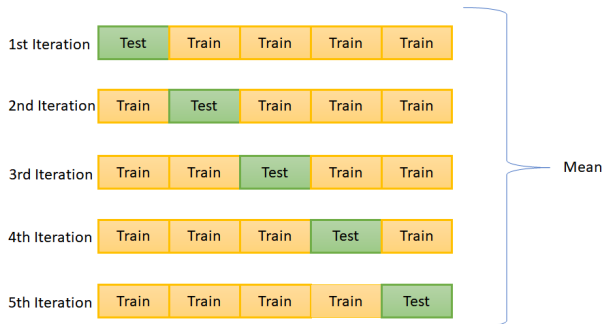 1st Iteration Test Train Train Train Train
2nd Iteration Train Test Train Train Train
3rd Iteration Train Train Test Train Train
Mean
4th Iteration Train Train Train Test Train
5th Iteration Train Train Train Train Test